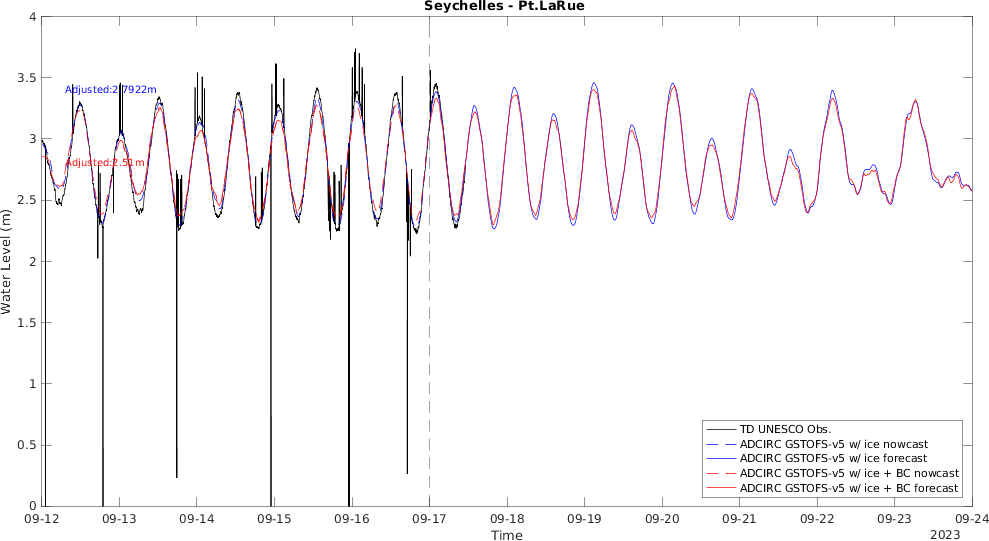 Seychelles - Pt.LaRue
4
3.5
3
2.5
2
1.5
1
0.5
0
Water Level (m)
Adjusted:2.7922m
Adjusted:2.51m
TD UNESCO Obs.
ADCIRC GSTOFS-v5 w/ ice nowcast
ADCIRC GSTOFS-v5 w/ ice forecast
ADCIRC GSTOFS-v5 w/ ice + BC nowcast
ADCIRC GSTOFS-v5 w/ ice + BC forecast
09-12 09-13 09-14 09-15 09-16 09-17 09-18 09-19 09-20 09-21 09-22 09-23 09-24
Time
2023